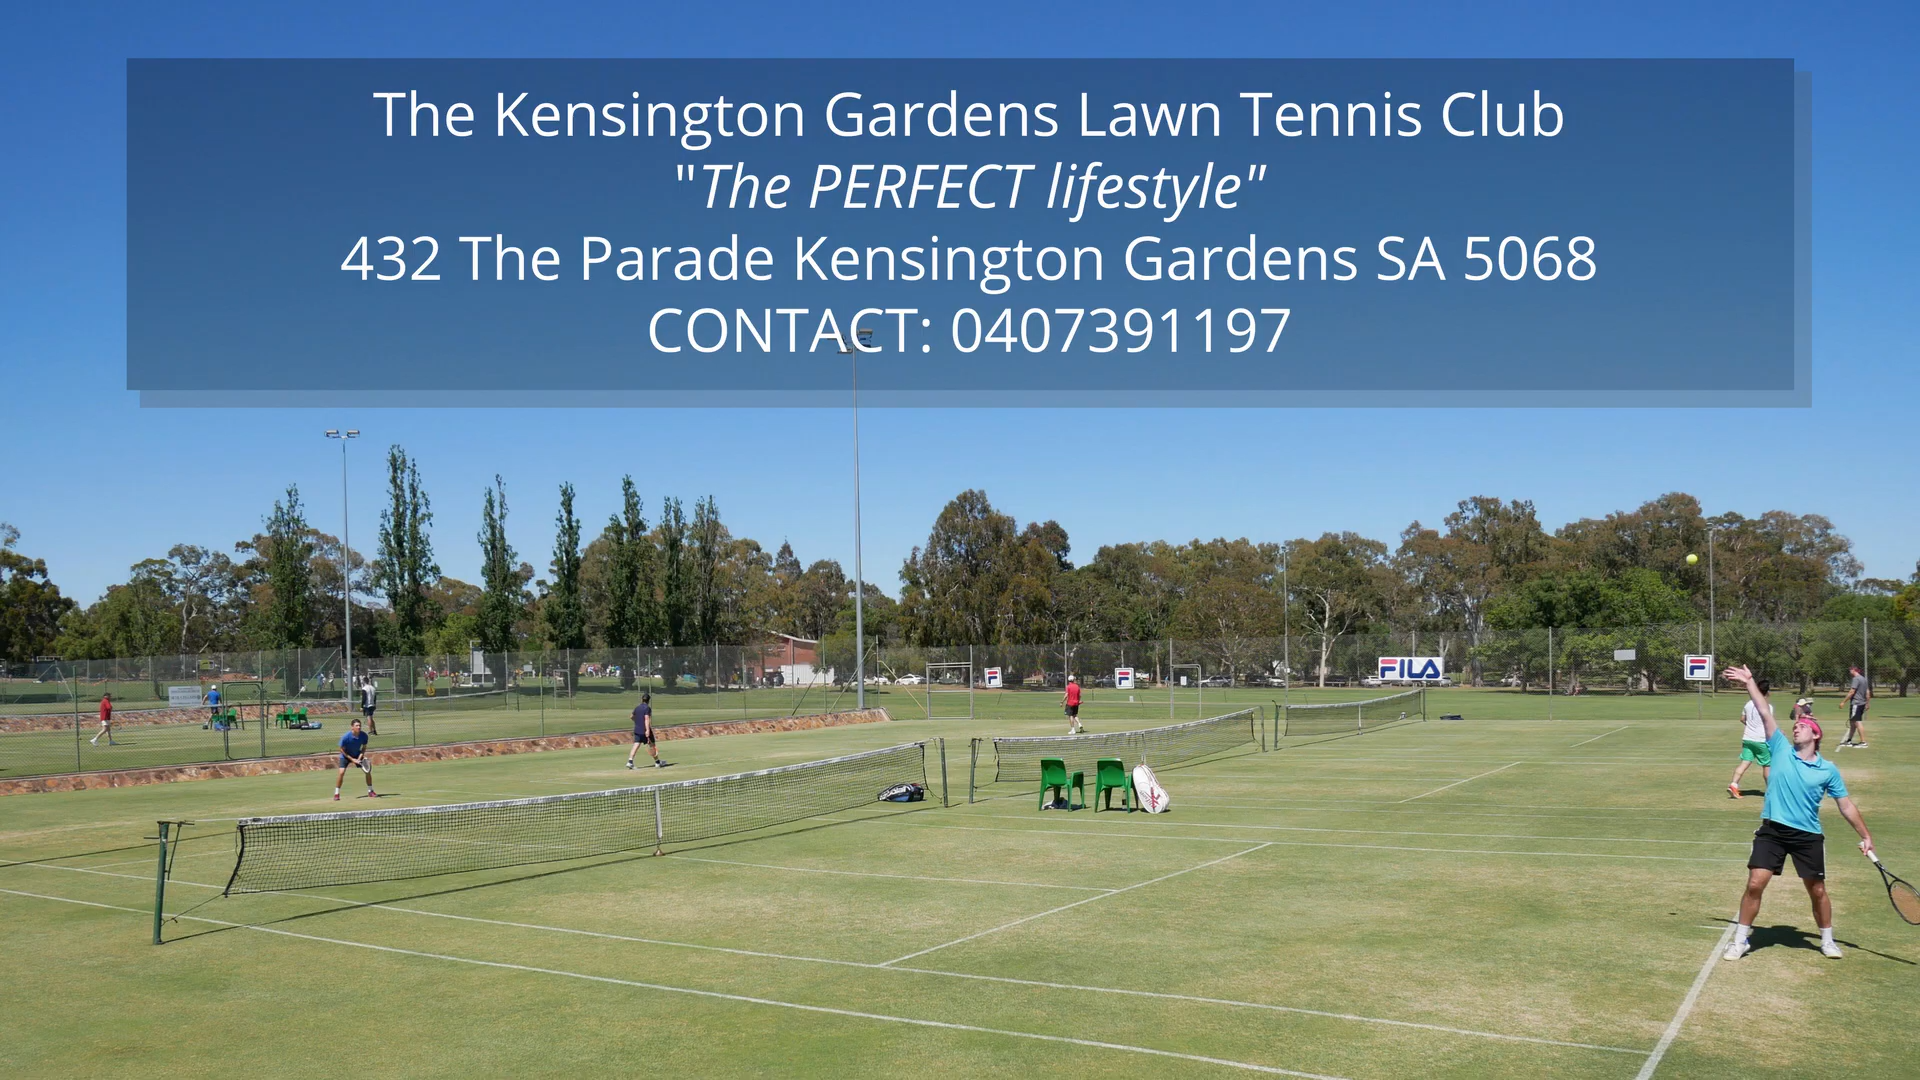 The Kensington Gardens Lawn Tennis Club
"The PERFECT lifestyle"
432 The Parade Kensington Gardens SA 5068
CONTACT: 0407391197
FILA